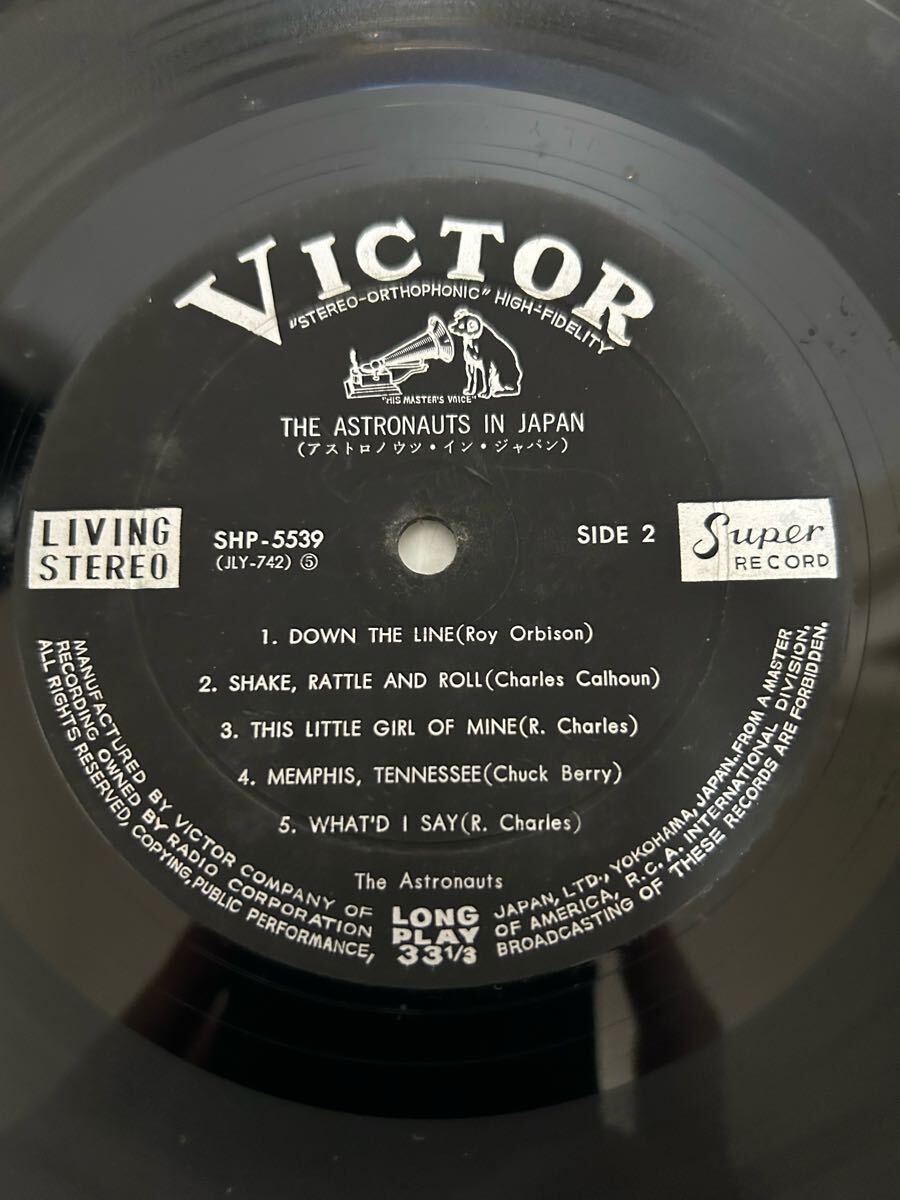 VICTOR
"STEREO-ORTHOPHONIC" HIGH-FIDELITY
"HIS MASTER'S VOICE"
THE ASTRONAUTS IN JAPAN
(アストロノウツ・イン・ジャパン)
LIVING
STEREO
SHP-5539
(JLY-742) ⑤
SIDE 2
Super
RECORD
1. DOWN THE LINE(Roy Orbison)
2. SHAKE, RATTLE AND ROLL(Charles Calhoun)
3. THIS LITTLE GIRL OF MINE(R. Charles)
4. MEMPHIS, TENNESSEE(Chuck Berry)
5. WHAT'D I SAY(R. Charles)
The Astronauts
LONG
PLAY
33 1/3
MANUFACTURED BY VICTOR COMPANY OF JAPAN, LTD., YOKOHAMA, JAPAN. FROM A MASTER
RECORDING OWNED BY RADIO CORPORATION OF AMERICA, R. C. A. INTERNATIONAL DIVISION.
ALL RIGHTS RESERVED, COPYING, PUBLIC PERFORMANCE, BROADCASTING OF THESE RECORDS ARE FORBIDDEN.